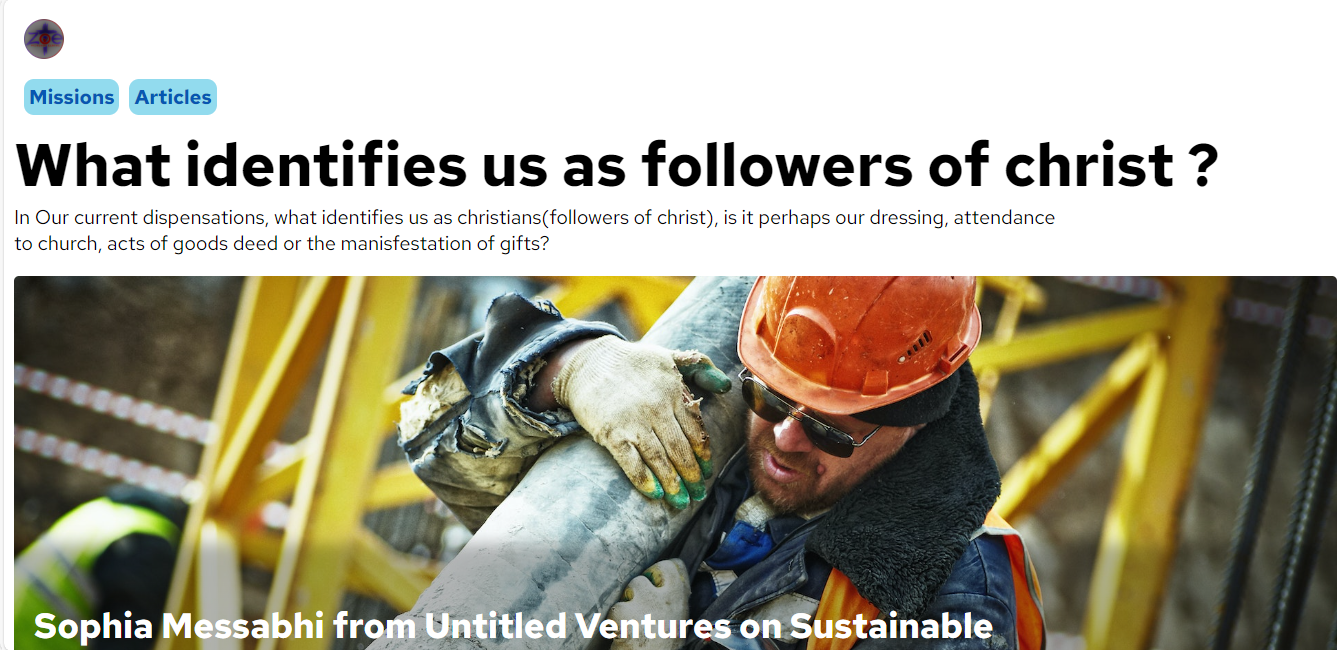 ZOE
Missions Articles
What identifies us as followers of christ ?
In Our current dispensations, what identifies us as christians(followers of christ), is it perhaps our dressing, attendance
to church, acts of goods deed or the manisfestation of gifts?
Sophia Messabhi from Untitled Ventures on Sustainable